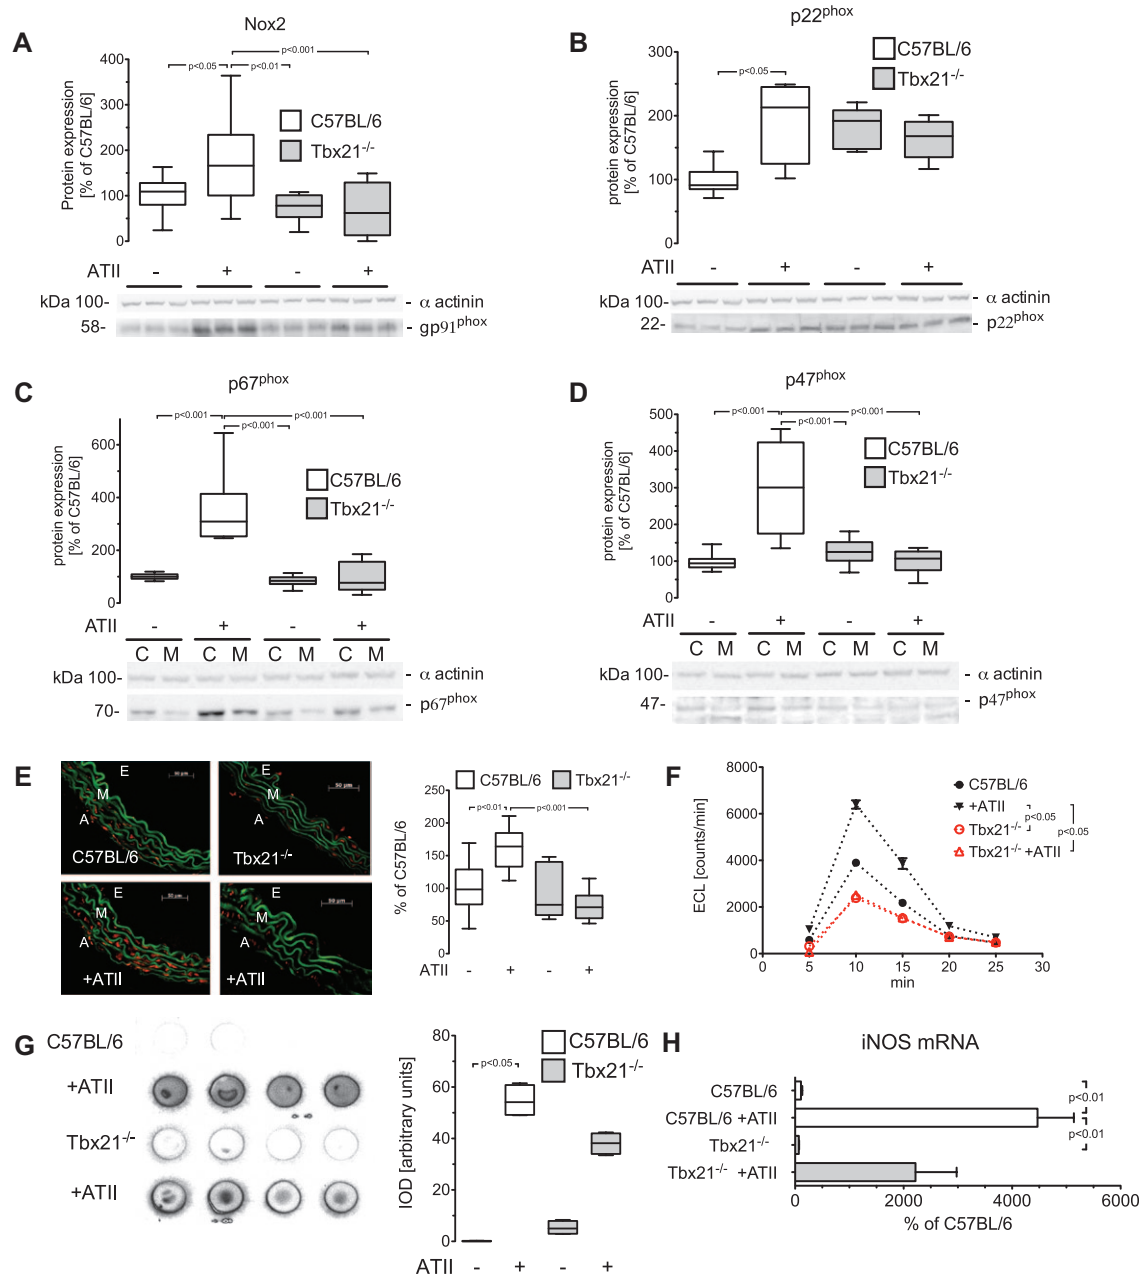 A
Nox2
p<0.001
p<0.05
p<0.01
Protein expression
[% of C57BL/6]
400
300
200
100
0
C57BL/6
Tbx21-/-
ATII - + - +
kDa 100- - α actinin
58- - gp91phox
B
p22phox
p<0.05
protein expression
[% of C57BL/6]
300
200
100
0
C57BL/6
Tbx21-/-
ATII - + - +
kDa 100- - α actinin
22- - p22phox
C
p67phox
p<0.001
p<0.001
p<0.001
protein expression
[% of C57BL/6]
600
400
200
0
C57BL/6
Tbx21-/-
ATII - + - +
C M C M C M C M
kDa 100- - α actinin
70- - p67phox
D
p47phox
p<0.001
p<0.001
p<0.001
protein expression
[% of C57BL/6]
500
400
300
200
100
0
C57BL/6
Tbx21-/-
ATII - + - +
C M C M C M C M
kDa 100- - α actinin
47- - p47phox
E
E
M
A
C57BL/6
50 µm
E
M
A
Tbx21-/-
50 µm
E
M
A
+ATII
50 µm
E
M
A
+ATII
50 µm
C57BL/6
Tbx21-/-
p<0.01
p<0.001
% of C57BL/6
250
200
150
100
50
0
ATII - + - +
F
ECL [counts/min]
8000
6000
4000
2000
0
0 5 10 15 20 25 30
min
C57BL/6
+ATII
Tbx21-/-
Tbx21-/- +ATII
p<0.05
p<0.05
G
C57BL/6
+ATII
Tbx21-/-
+ATII
IOD [arbitrary units]
80
60
40
20
0
p<0.05
C57BL/6
Tbx21-/-
ATII - + - +
H
iNOS mRNA
C57BL/6
C57BL/6 +ATII
Tbx21-/-
Tbx21-/- +ATII
p<0.01
p<0.01
0 2000 4000 6000
% of C57BL/6